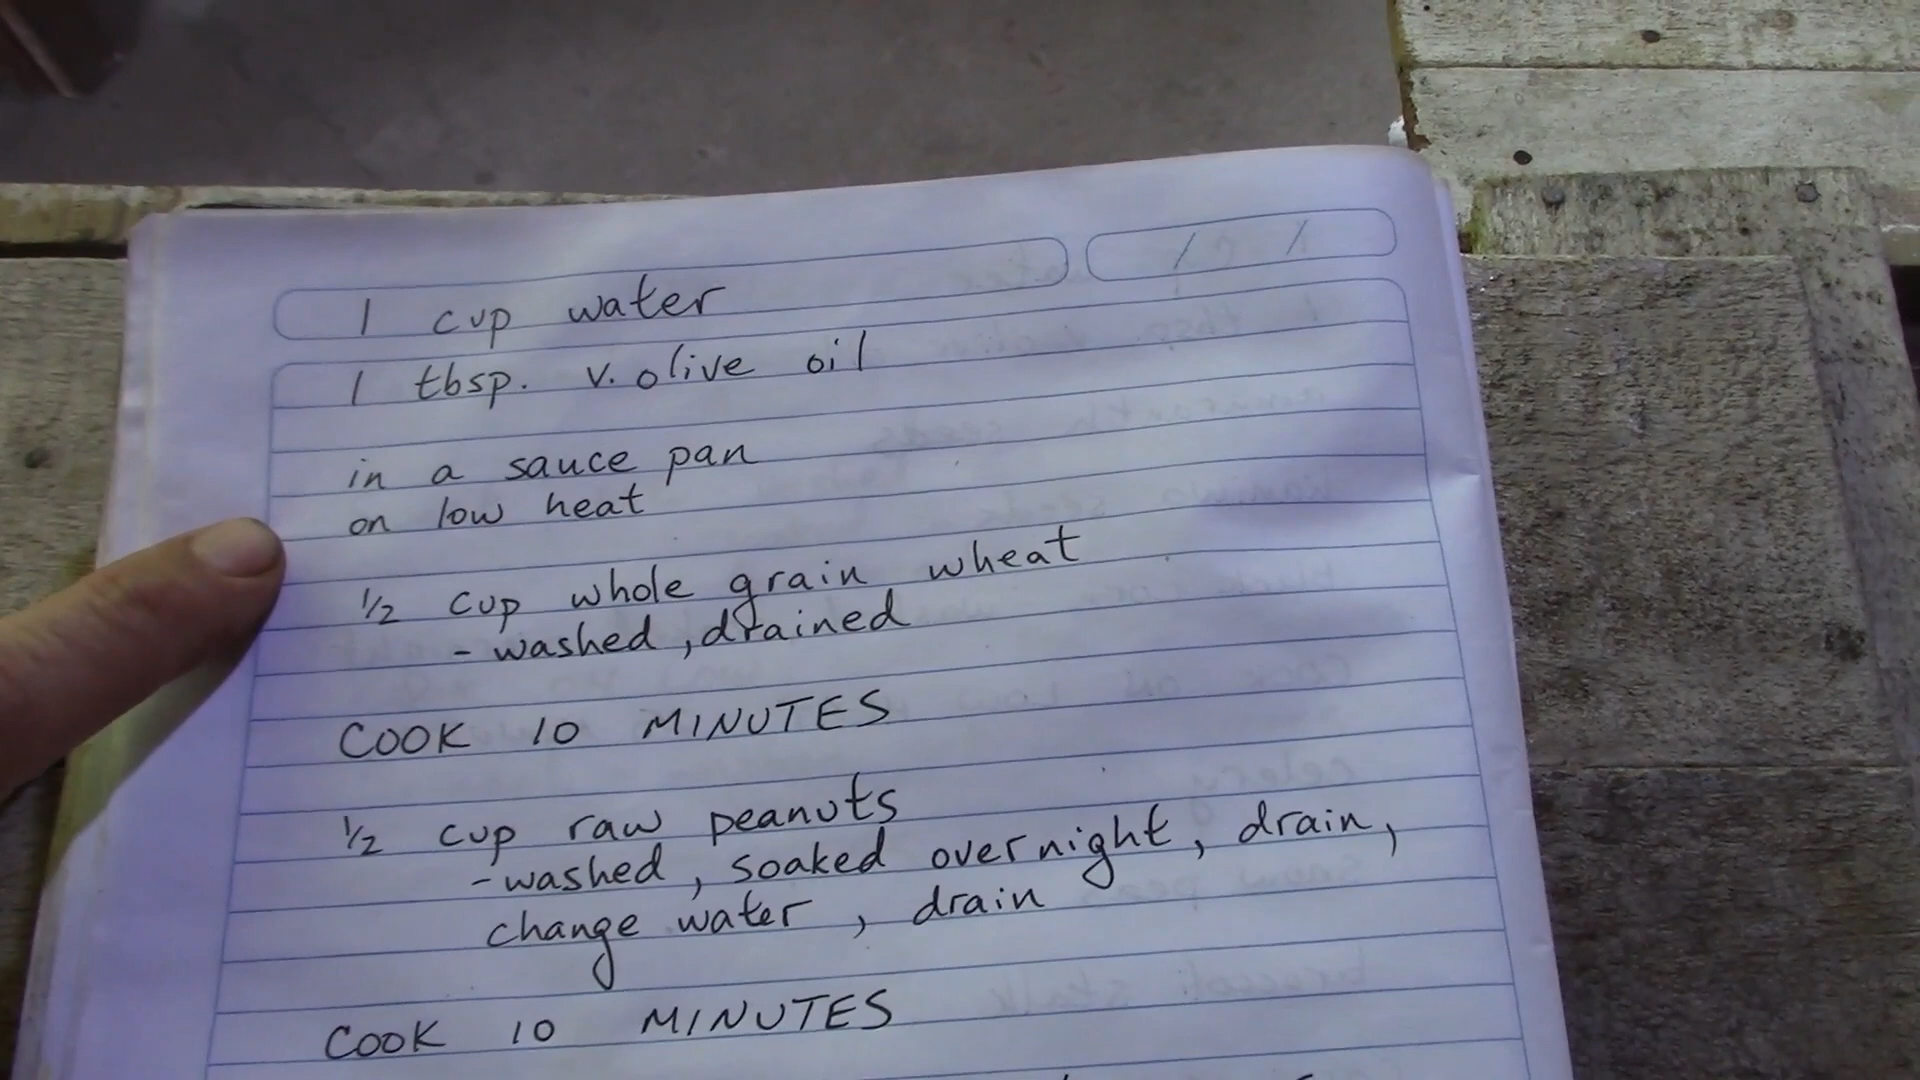 1 cup water
1 tbsp. v. olive oil
in a sauce pan
on low heat
1/2 cup whole grain wheat
- washed, drained
COOK 10 MINUTES
1/2 cup raw peanuts
- washed, soaked overnight, drain,
change water, drain
COOK 10 MINUTES